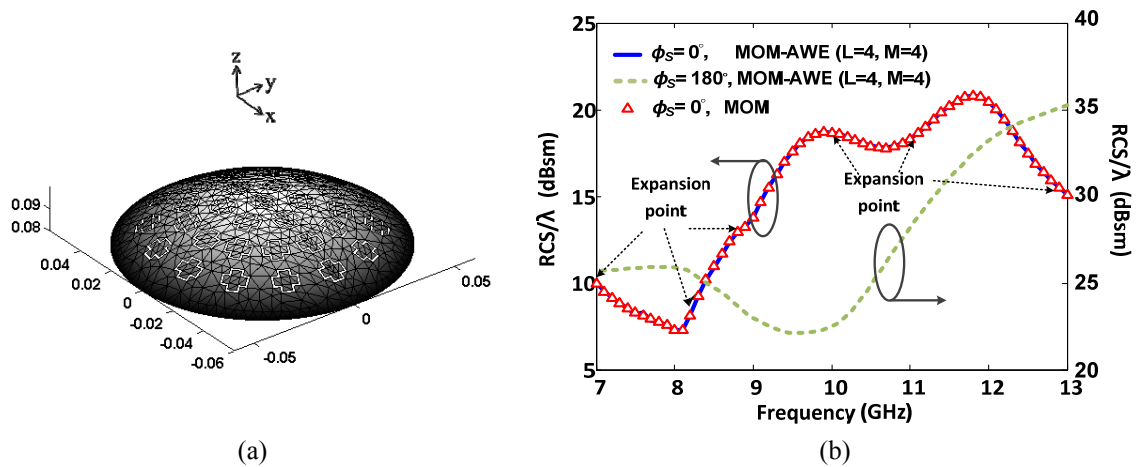 z
y
x
0.09
0.08
0.04
0.02
0
-0.02
-0.04
-0.06
-0.05
0
0.05
(a)
25
20
15
10
5
RCS/λ (dBsm)
ϕS= 0°, MOM-AWE (L=4, M=4)
ϕS= 180°, MOM-AWE (L=4, M=4)
ϕS= 0°, MOM
Expansion
point
Expansion
point
40
35
30
25
20
RCS/λ
(dBsm)
7 8 9 10 11 12 13
Frequency (GHz)
(b)